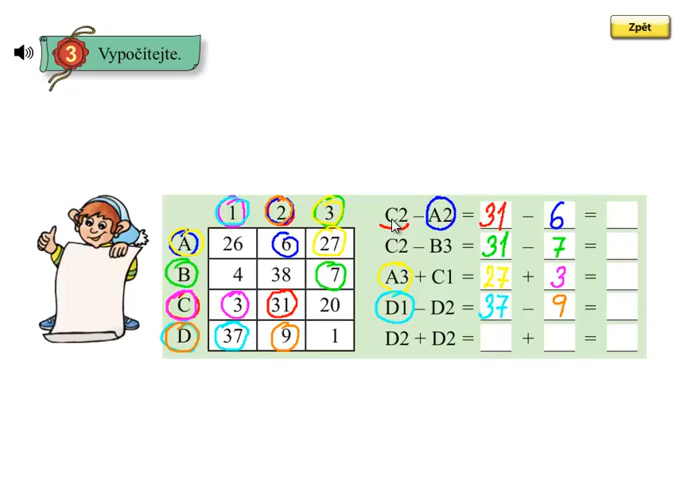 Zpět
3 Vypočítejte.
1 2 3
A 26 6 27
B 4 38 7
C 3 31 20
D 37 9 1
C2 – A2 = 31 – 6 =
C2 – B3 = 31 – 7 =
A3 + C1 = 27 + 3 =
D1 – D2 = 37 – 9 =
D2 + D2 = + =